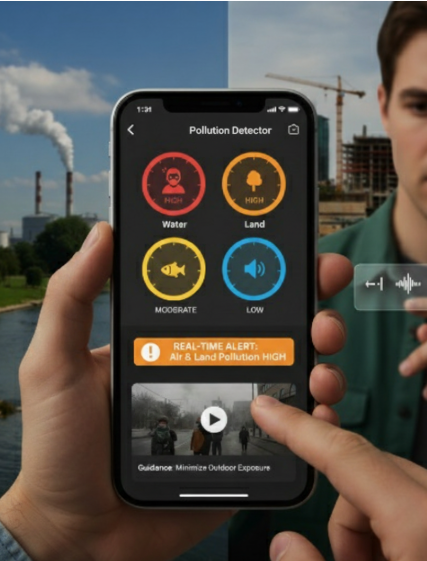 1:31
Pollution Detector
HIGH
HIGH
Water
Land
MODERATE
LOW
REAL-TIME ALERT:
Air & Land Pollution HIGH
Guidance: Minimize Outdoor Exposure